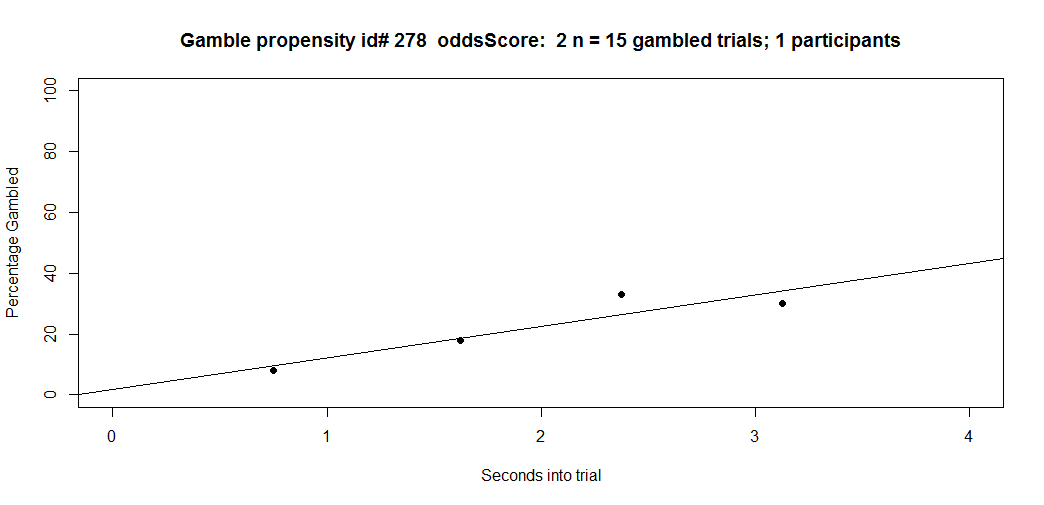 Gamble propensity id# 278  oddsScore:  2 n = 15 gambled trials; 1 participants
Percentage Gambled
100
80
60
40
20
0
0 1 2 3 4
Seconds into trial